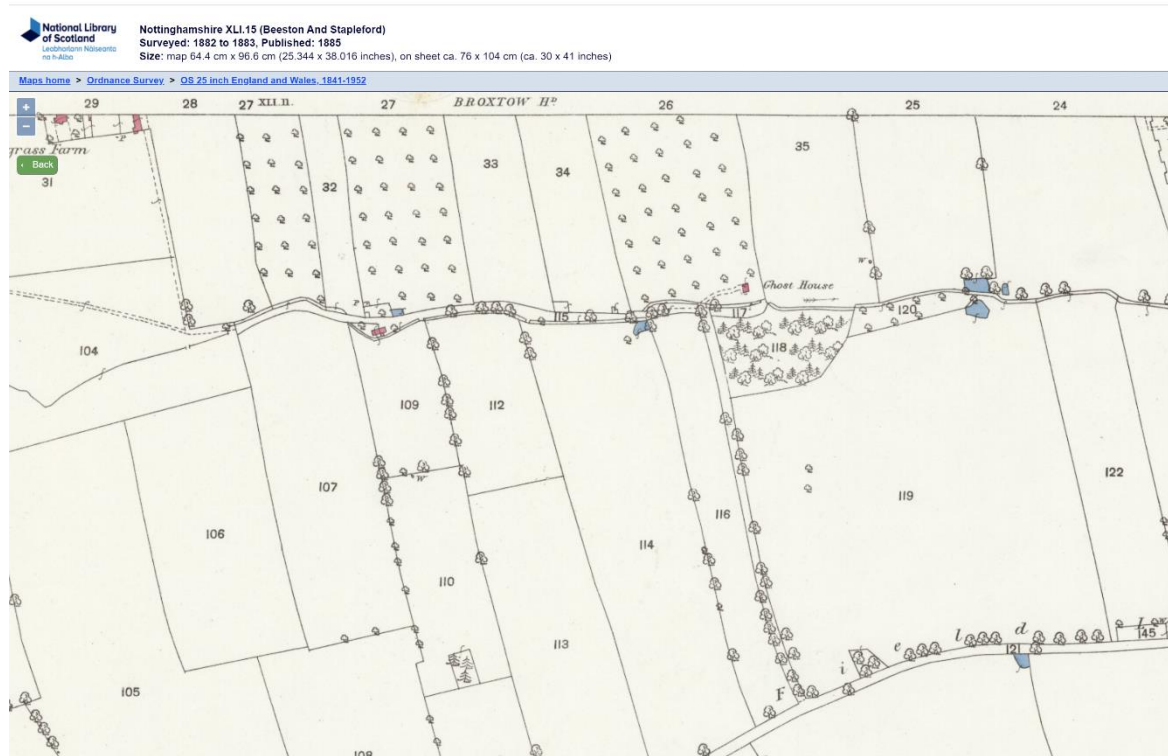 National Library
of Scotland
Leabharlann Nàiseanta
na h-Alba
Nottinghamshire XLI.15 (Beeston And Stapleford)
Surveyed: 1882 to 1883, Published: 1885
Size: map 64.4 cm x 96.6 cm (25.344 x 38.016 inches), on sheet ca. 76 x 104 cm (ca. 30 x 41 inches)
Maps home > Ordnance Survey > OS 25 inch England and Wales, 1841-1952
+
−
‹ Back
29 28 27 XLI.11. 27 BROXTOW Hd. 26 25 24
grass Farm
31 32 33 34 35
W
Ghost House
115 117 120
104 118
109 112
W
107 122
119
106 116
114
110
113
F i e l d L
145
121
105
108